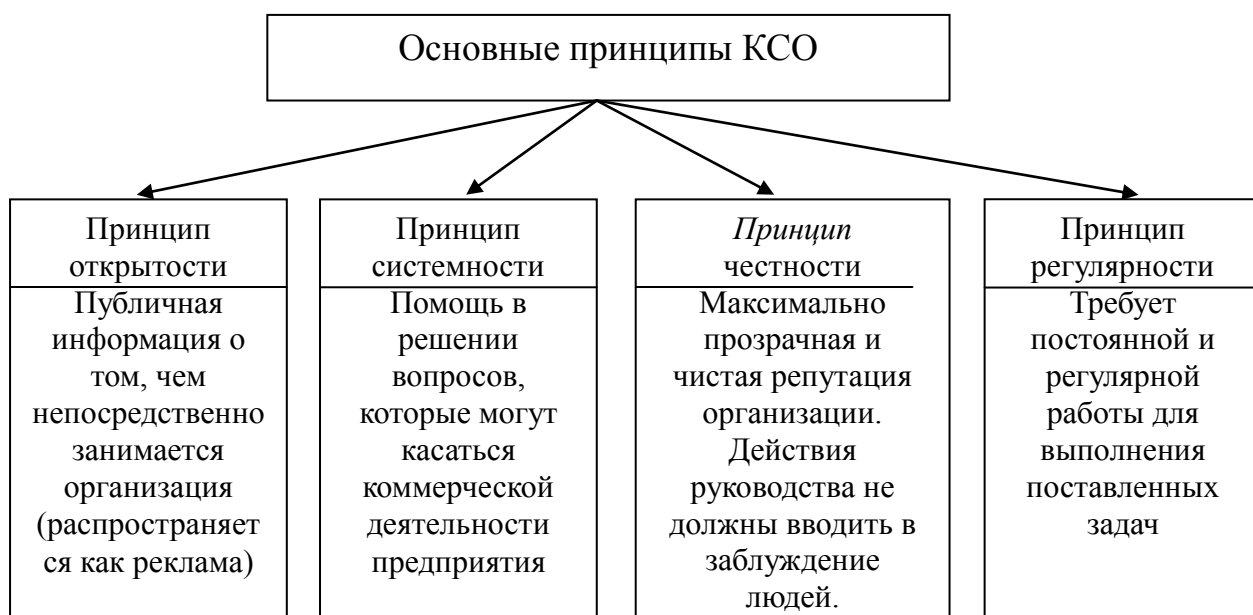 Основные принципы КСО
Принцип
открытости
Публичная
информация о
том, чем
непосредственно
занимается
организация
(распространяет
ся как реклама)
Принцип
системности
Помощь в
решении
вопросов,
которые могут
касаться
коммерческой
деятельности
предприятия
Принцип
честности
Максимально
прозрачная и
чистая репутация
организации.
Действия
руководства не
должны вводить в
заблуждение
людей.
Принцип
регулярности
Требует
постоянной и
регулярной
работы для
выполнения
поставленных
задач